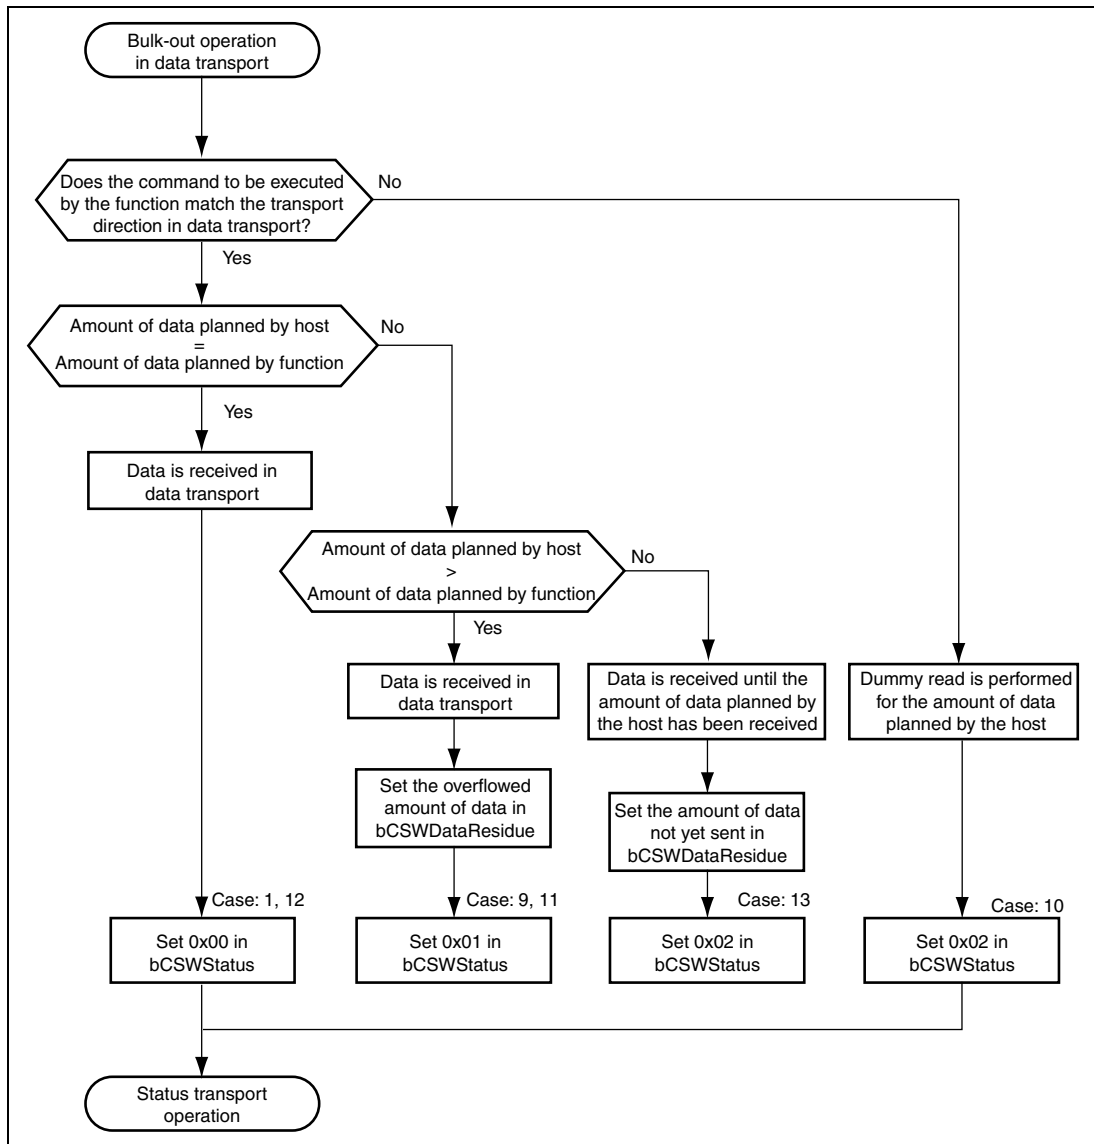 Bulk-out operation
in data transport
Does the command to be executed
by the function match the transport
direction in data transport?
No
Yes
Amount of data planned by host
=
Amount of data planned by function
No
Yes
Data is received in
data transport
Amount of data planned by host
>
Amount of data planned by function
No
Yes
Data is received in
data transport
Data is received until the
amount of data planned by
the host has been received
Dummy read is performed
for the amount of data
planned by the host
Set the overflowed
amount of data in
bCSWDataResidue
Set the amount of data
not yet sent in
bCSWDataResidue
Case: 1, 12
Case: 9, 11
Case: 13
Case: 10
Set 0x00 in
bCSWStatus
Set 0x01 in
bCSWStatus
Set 0x02 in
bCSWStatus
Set 0x02 in
bCSWStatus
Status transport
operation